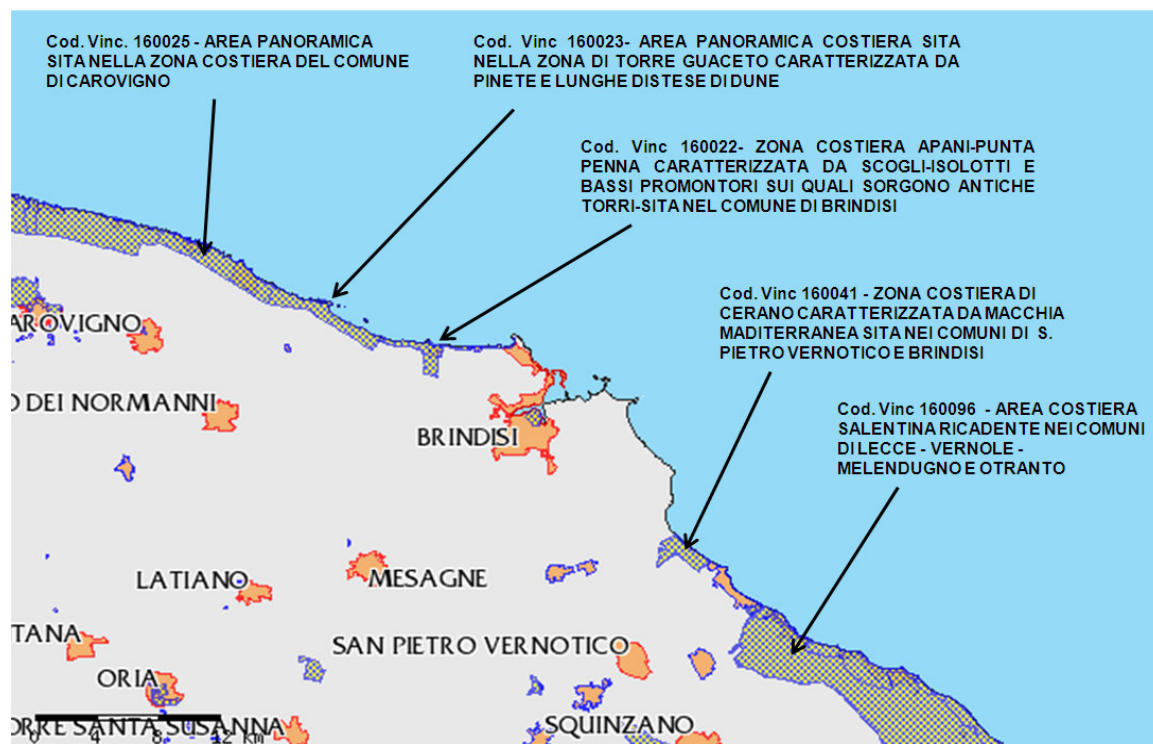 Cod. Vinc. 160025 - AREA PANORAMICA
SITA NELLA ZONA COSTIERA DEL COMUNE
DI CAROVIGNO
Cod. Vinc 160023- AREA PANORAMICA COSTIERA SITA
NELLA ZONA DI TORRE GUACETO CARATTERIZZATA DA
PINETE E LUNGHE DISTESE DI DUNE
Cod. Vinc 160022- ZONA COSTIERA APANI-PUNTA
PENNA CARATTERIZZATA DA SCOGLI-ISOLOTTI E
BASSI PROMONTORI SUI QUALI SORGONO ANTICHE
TORRI-SITA NEL COMUNE DI BRINDISI
Cod. Vinc 160041 - ZONA COSTIERA DI
CERANO CARATTERIZZATA DA MACCHIA
MADITERRANEA SITA NEI COMUNI DI S.
PIETRO VERNOTICO E BRINDISI
Cod. Vinc 160096 - AREA COSTIERA
SALENTINA RICADENTE NEI COMUNI
DI LECCE - VERNOLE -
MELENDUGNO E OTRANTO
AROVIGNO
O DEI NORMANNI
BRINDISI
LATIANO
MESAGNE
TANA
SAN PIETRO VERNOTICO
ORIA
ORRE SANTA SUSANNA
SQUINZANO
0 4 8 12 km